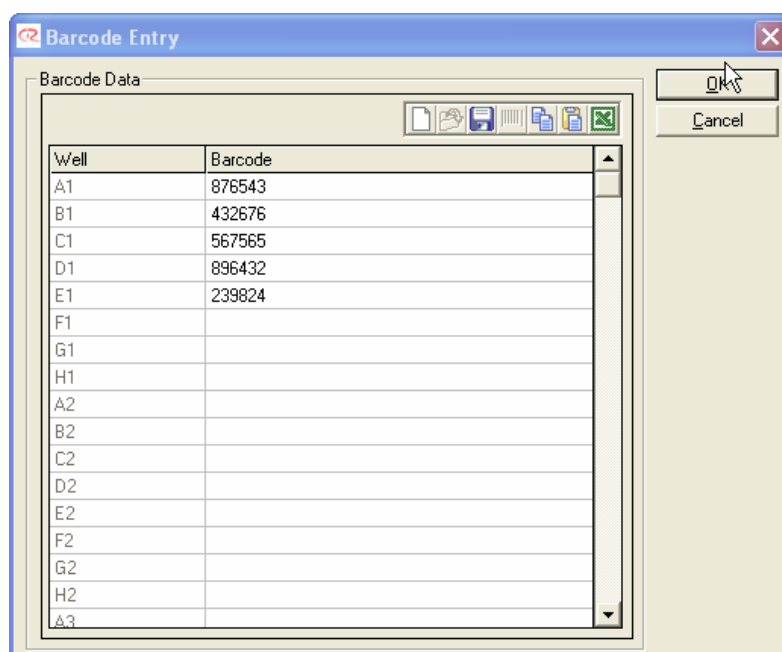 Barcode Entry
Barcode Data
OK
Cancel
Well Barcode
A1 876543
B1 432676
C1 567565
D1 896432
E1 239824
F1
G1
H1
A2
B2
C2
D2
E2
F2
G2
H2
A3